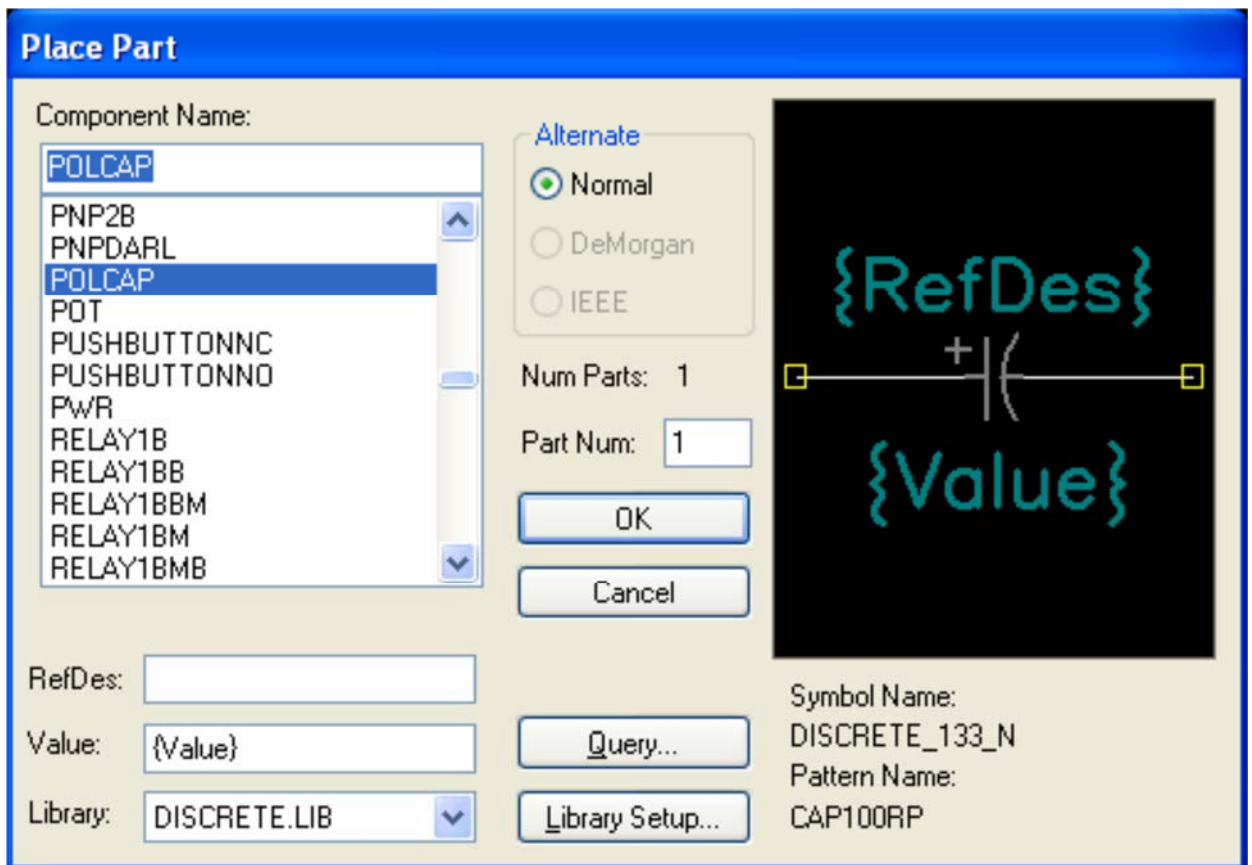 Place Part
Component Name:
POLCAP
PNP2B
PNPDARL
POLCAP
POT
PUSHBUTTONNC
PUSHBUTTONNO
PWR
RELAY1B
RELAY1BB
RELAY1BBM
RELAY1BM
RELAY1BMB
Alternate
Normal
DeMorgan
IEEE
Num Parts: 1
Part Num: 1
OK
Cancel
{RefDes}
+
{Value}
RefDes:
Value: {Value}
Library: DISCRETE.LIB
Query...
Library Setup...
Symbol Name:
DISCRETE_133_N
Pattern Name:
CAP100RP